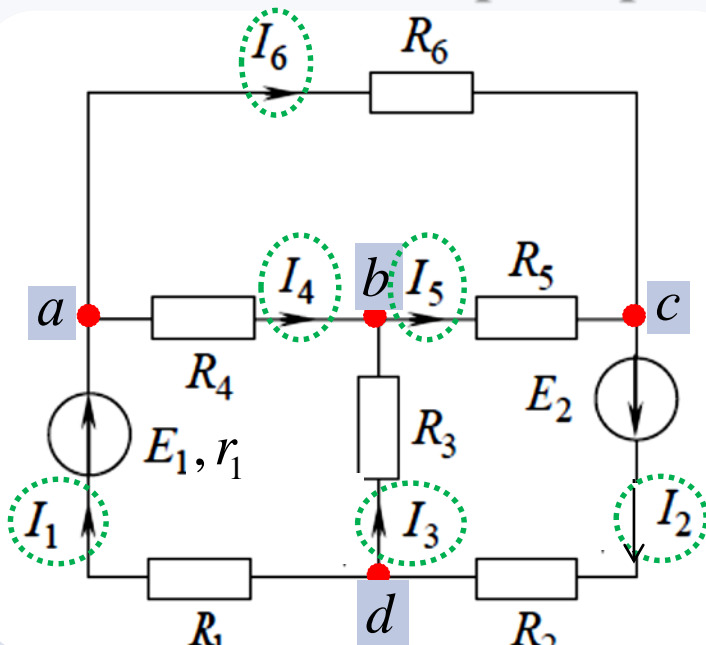 I₆ R₆
a I₄ b I₅ R₅ c
R₄
E₁, r₁ R₃ E₂
I₁ I₃ I₂
R₁ d R₂